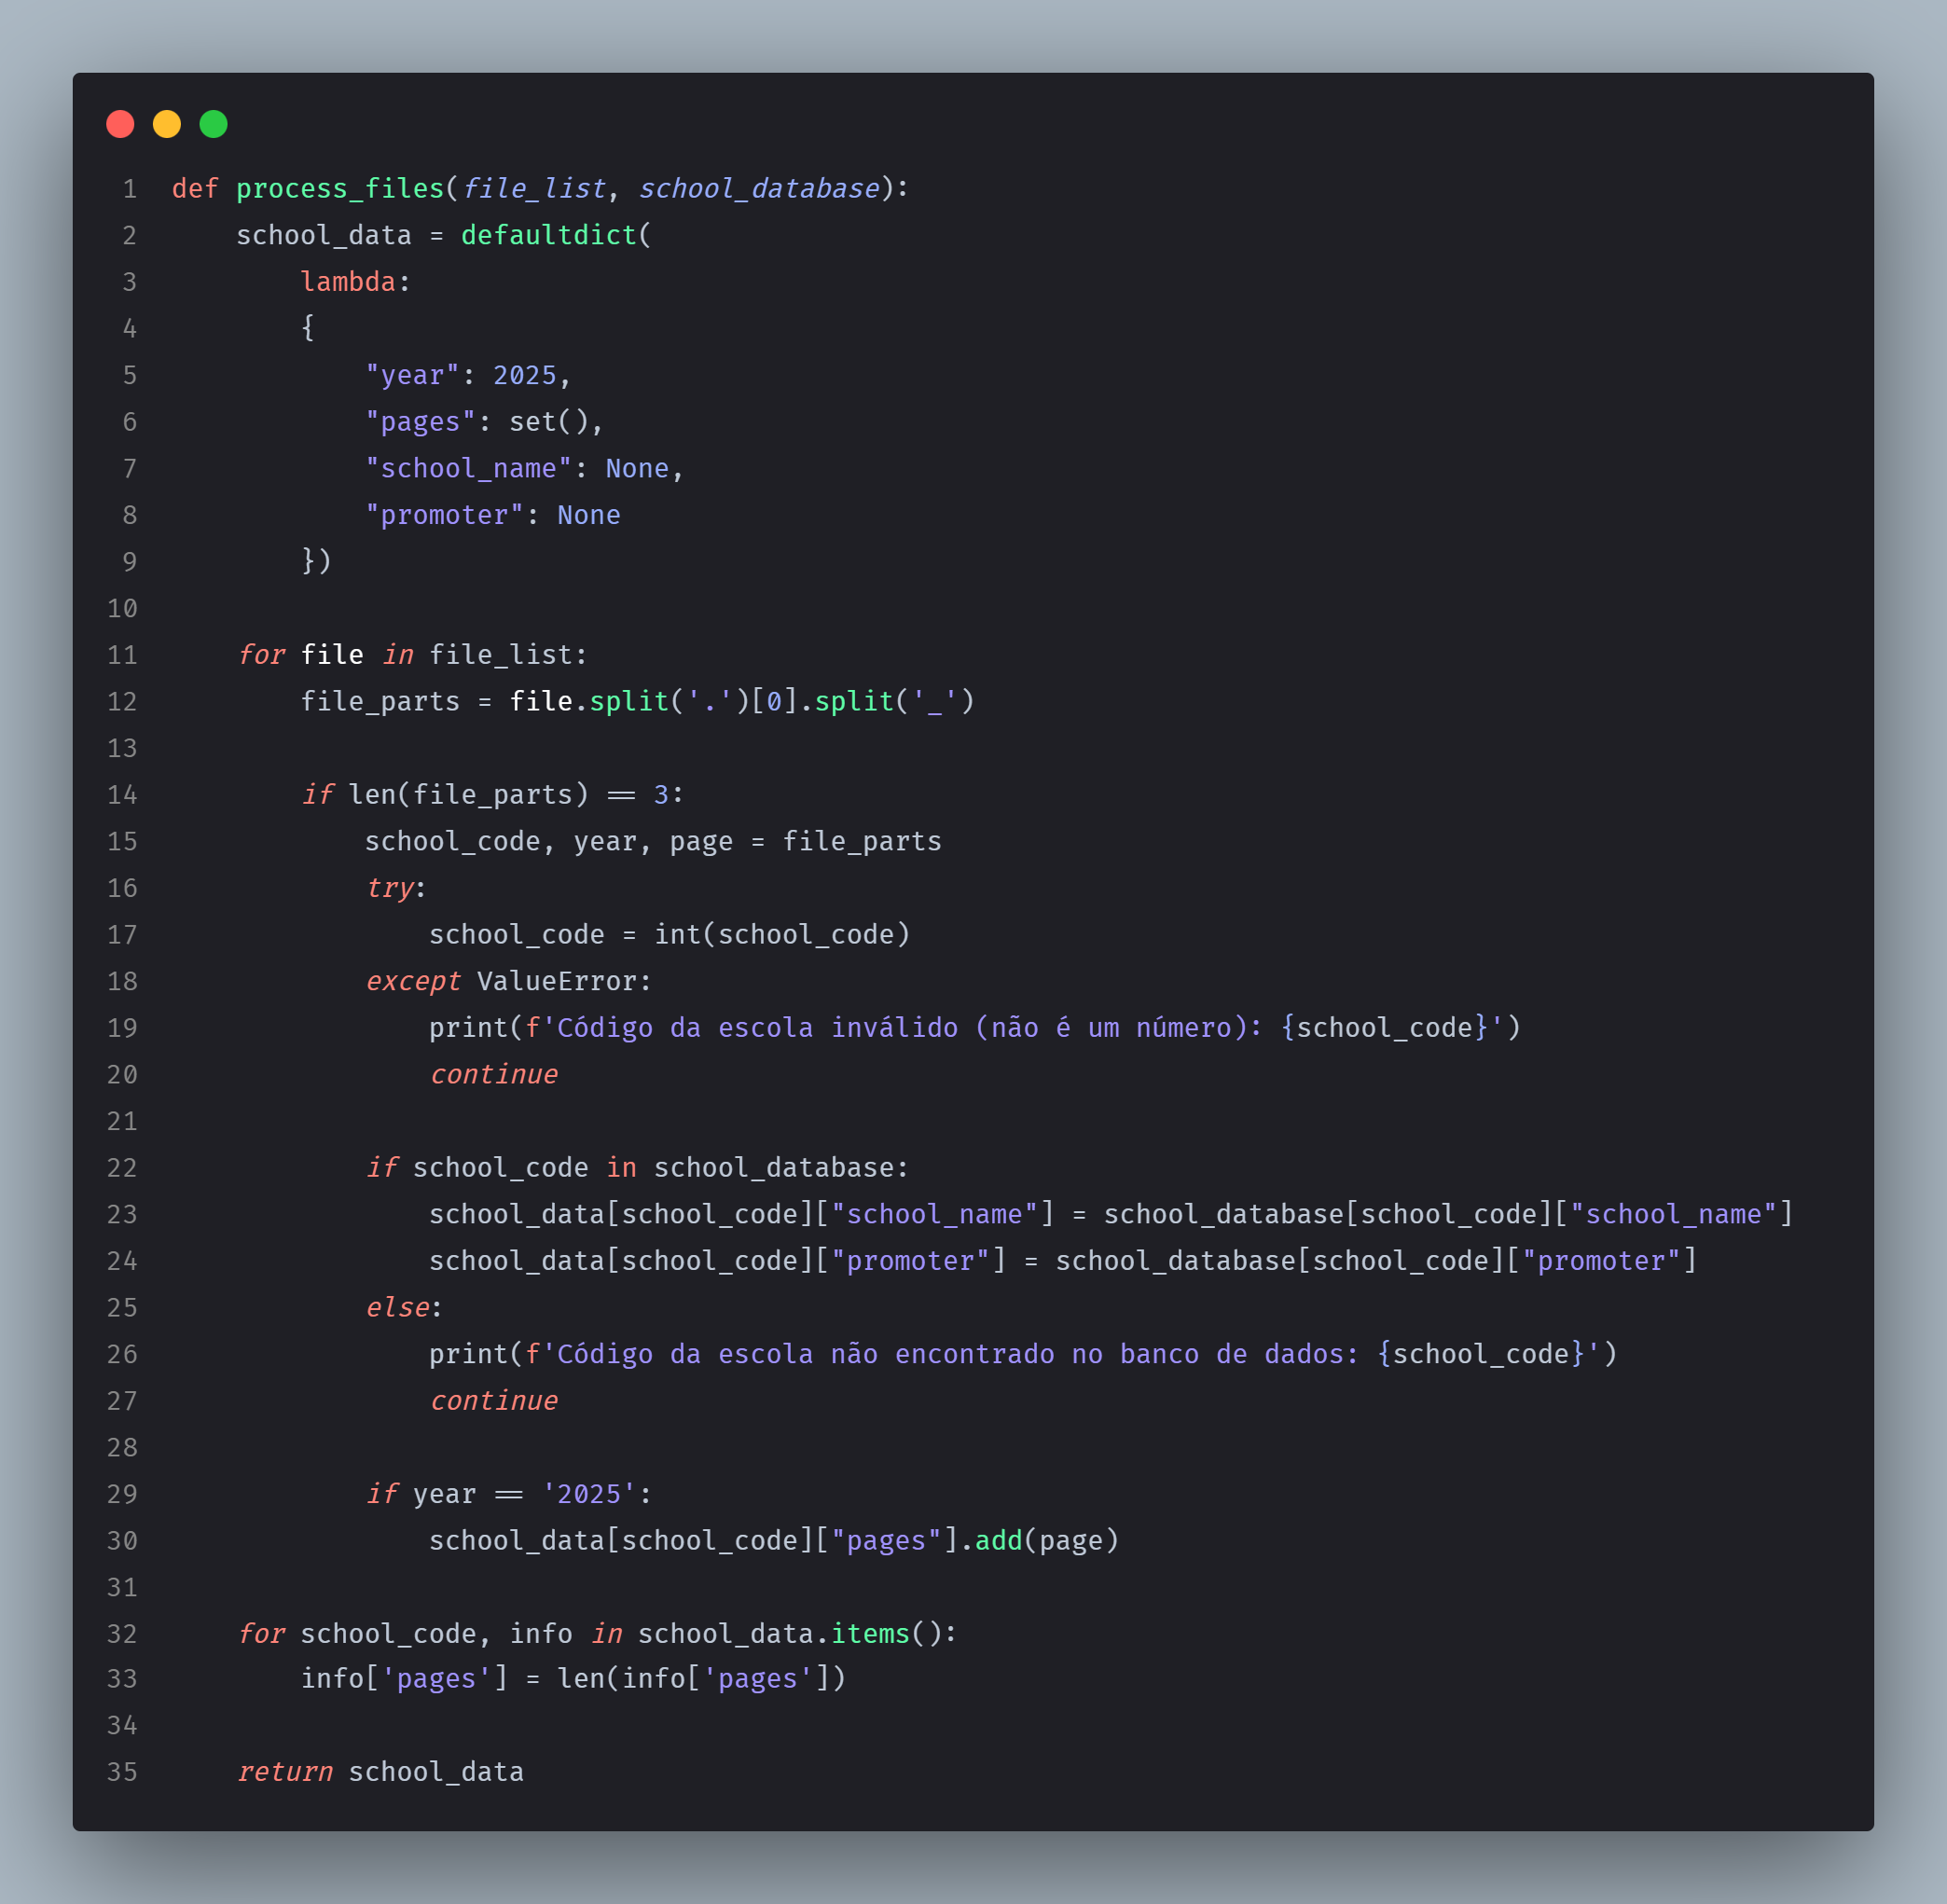 1 def process_files(file_list, school_database):
2     school_data = defaultdict(
3         lambda:
4         {
5             "year": 2025,
6             "pages": set(),
7             "school_name": None,
8             "promoter": None
9         })
10
11     for file in file_list:
12         file_parts = file.split('.')[0].split('_')
13
14         if len(file_parts) == 3:
15             school_code, year, page = file_parts
16             try:
17                 school_code = int(school_code)
18             except ValueError:
19                 print(f'Código da escola inválido (não é um número): {school_code}')
20                 continue
21
22             if school_code in school_database:
23                 school_data[school_code]["school_name"] = school_database[school_code]["school_name"]
24                 school_data[school_code]["promoter"] = school_database[school_code]["promoter"]
25             else:
26                 print(f'Código da escola não encontrado no banco de dados: {school_code}')
27                 continue
28
29             if year == '2025':
30                 school_data[school_code]["pages"].add(page)
31
32     for school_code, info in school_data.items():
33         info['pages'] = len(info['pages'])
34
35     return school_data